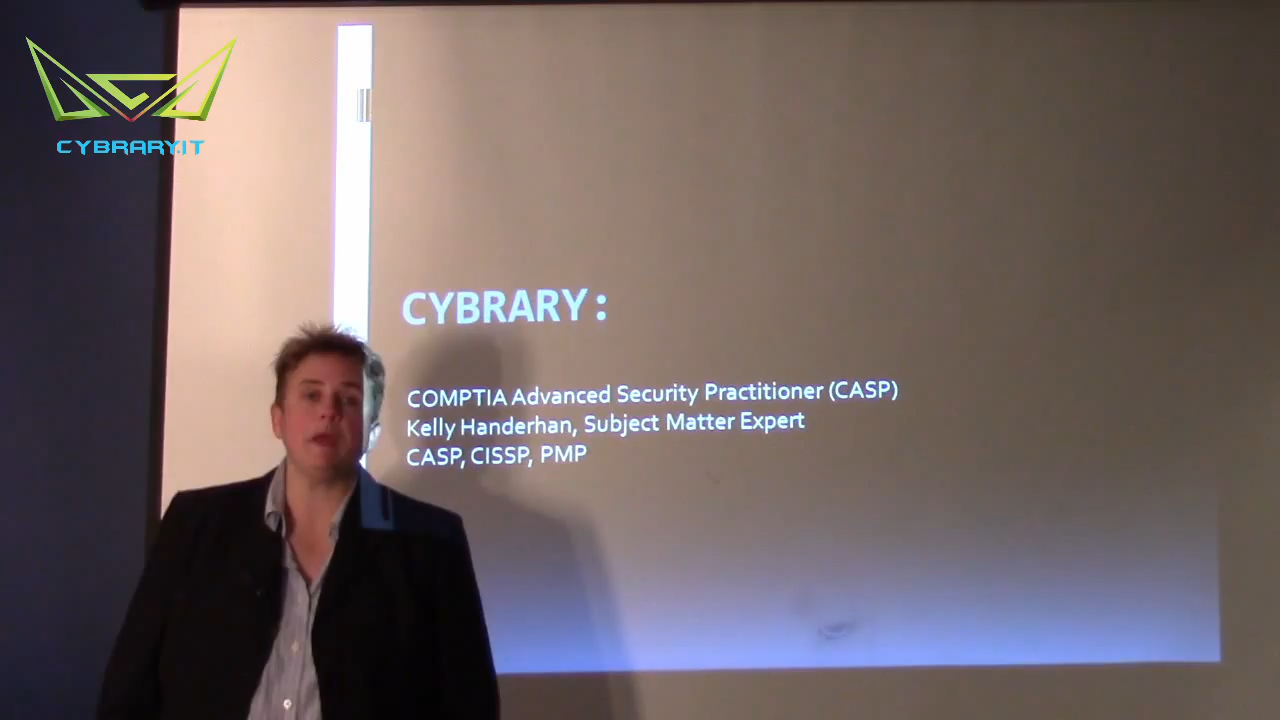 CYBRARY.IT
CYBRARY :
COMPTIA Advanced Security Practitioner (CASP)
Kelly Handerhan, Subject Matter Expert
CASP, CISSP, PMP